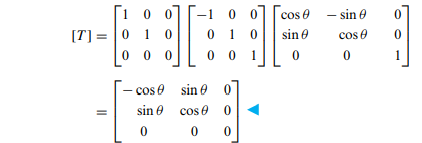 [T] = [1 0 0; 0 1 0; 0 0 0] [−1 0 0; 0 1 0; 0 0 1] [cos θ − sin θ 0; sin θ cos θ 0; 0 0 1]
= [− cos θ sin θ 0; sin θ cos θ 0; 0 0 0] ◄